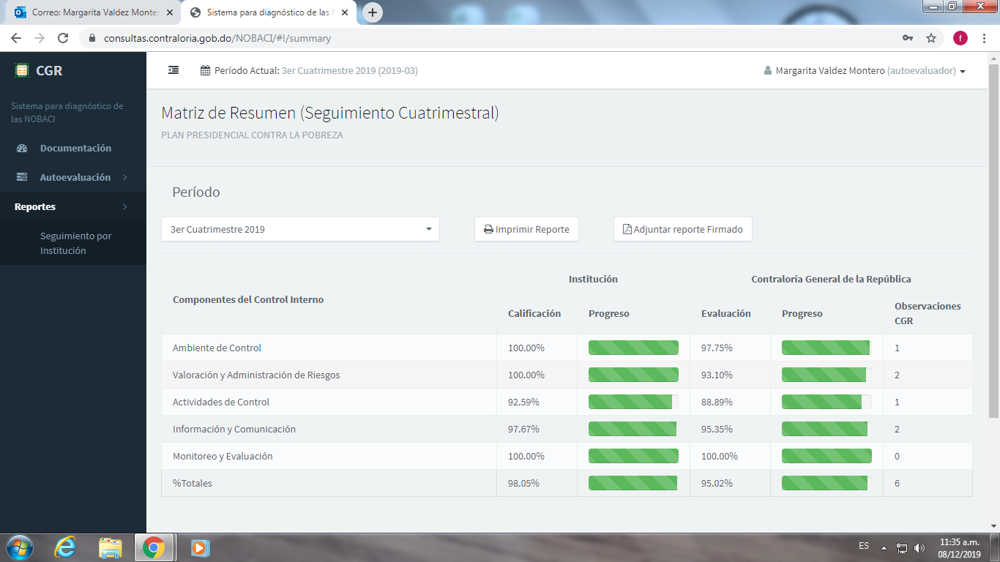 Correo: Margarita Valdez Monter
Sistema para diagnóstico de las N
consultas.contraloria.gob.do/NOBACI/#!/summary
f
CGR
Período Actual: 3er Cuatrimestre 2019 (2019-03)
Margarita Valdez Montero (autoevaluador)
Sistema para diagnóstico de
las NOBACI
Documentación
Autoevaluación
Reportes
Seguimiento por
Institución
Matriz de Resumen (Seguimiento Cuatrimestral)
PLAN PRESIDENCIAL CONTRA LA POBREZA
Período
3er Cuatrimestre 2019
Imprimir Reporte
Adjuntar reporte Firmado
Componentes del Control Interno
Institución
Contraloría General de la República
Calificación
Progreso
Evaluación
Progreso
Observaciones
CGR
Ambiente de Control 100.00% 97.75% 1
Valoración y Administración de Riesgos 100.00% 93.10% 2
Actividades de Control 92.59% 88.89% 1
Información y Comunicación 97.67% 95.35% 2
Monitoreo y Evaluación 100.00% 100.00% 0
%Totales 98.05% 95.02% 6
ES
11:35 a.m.
08/12/2019